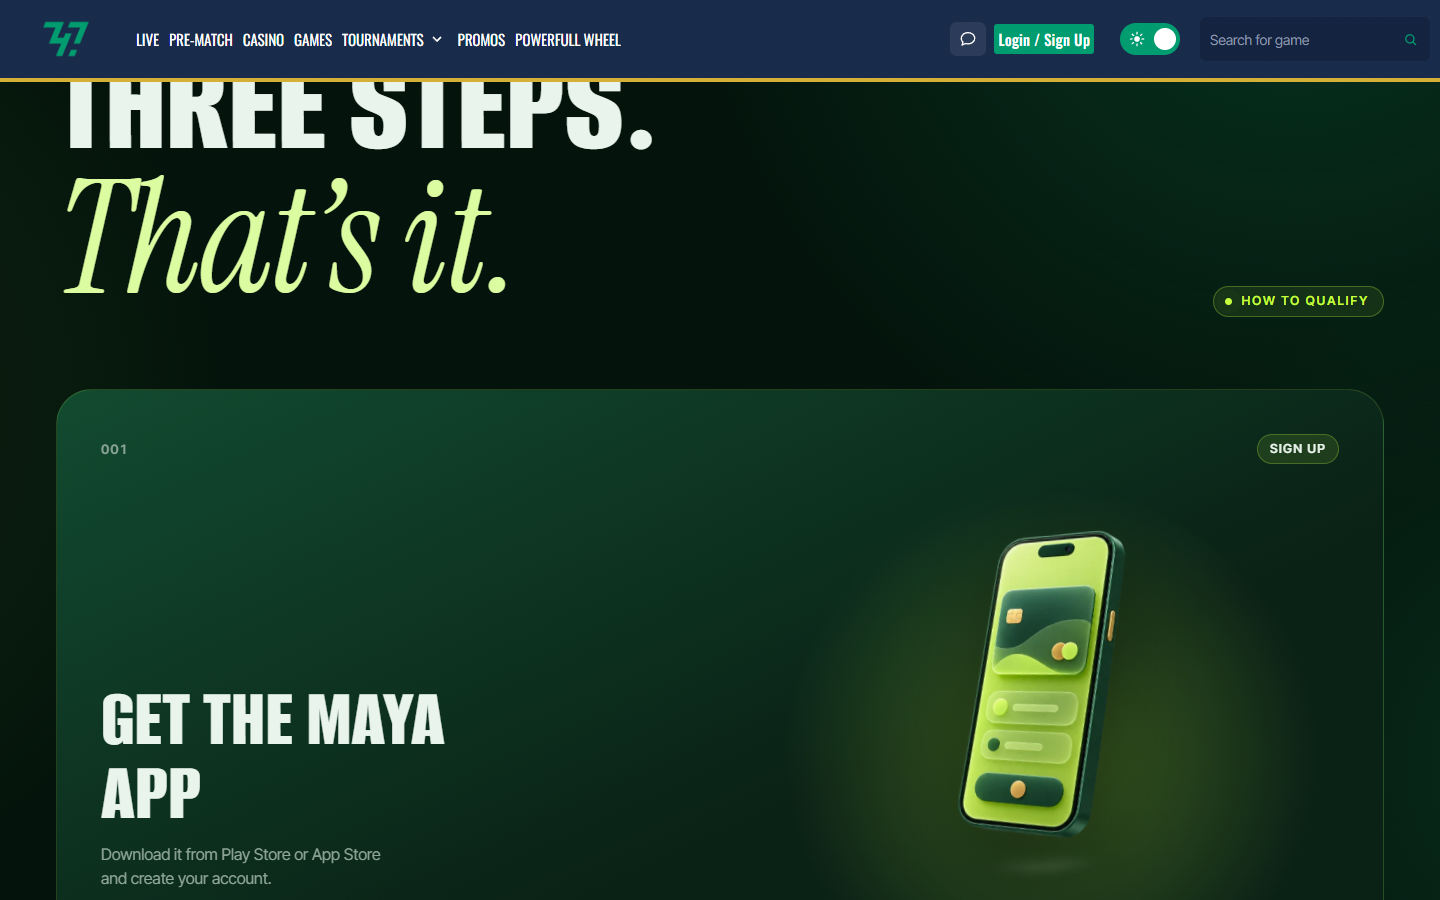 747
LIVE PRE-MATCH CASINO GAMES TOURNAMENTS PROMOS POWERFULL WHEEL
Login / Sign Up
Search for game
THREE STEPS.
That's it.
HOW TO QUALIFY
001
SIGN UP
GET THE MAYA
APP
Download it from Play Store or App Store
and create your account.